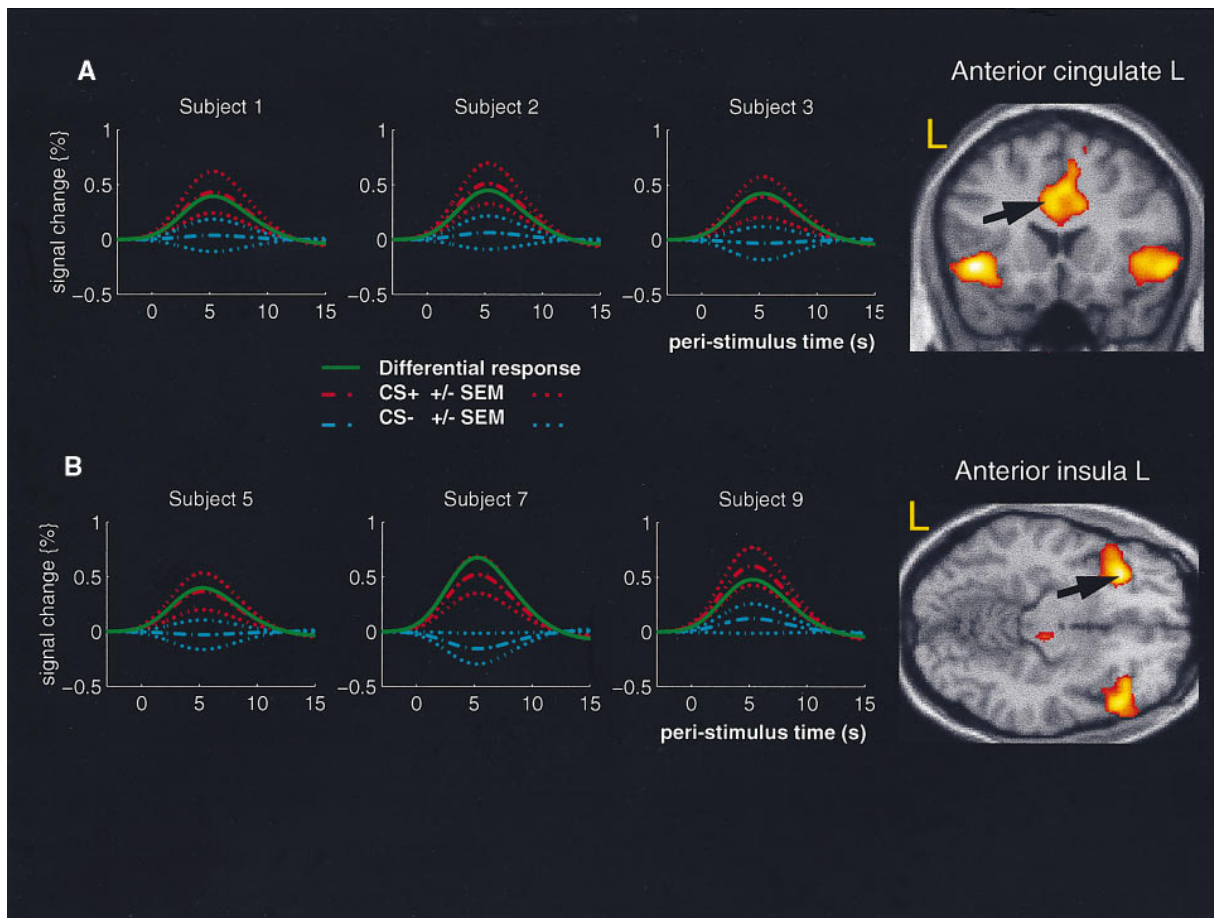 A
Anterior cingulate L
Subject 1
Subject 2
Subject 3
L
signal change {%}
1
0.5
0
−0.5
0 5 10 15
1
0.5
0
−0.5
0 5 10 15
1
0.5
0
−0.5
0 5 10 15
peri-stimulus time (s)
Differential response
CS+ +/- SEM
CS- +/- SEM
B
Anterior insula L
Subject 5
Subject 7
Subject 9
L
signal change {%}
1
0.5
0
−0.5
0 5 10 15
1
0.5
0
−0.5
0 5 10 15
1
0.5
0
−0.5
0 5 10 15
peri-stimulus time (s)